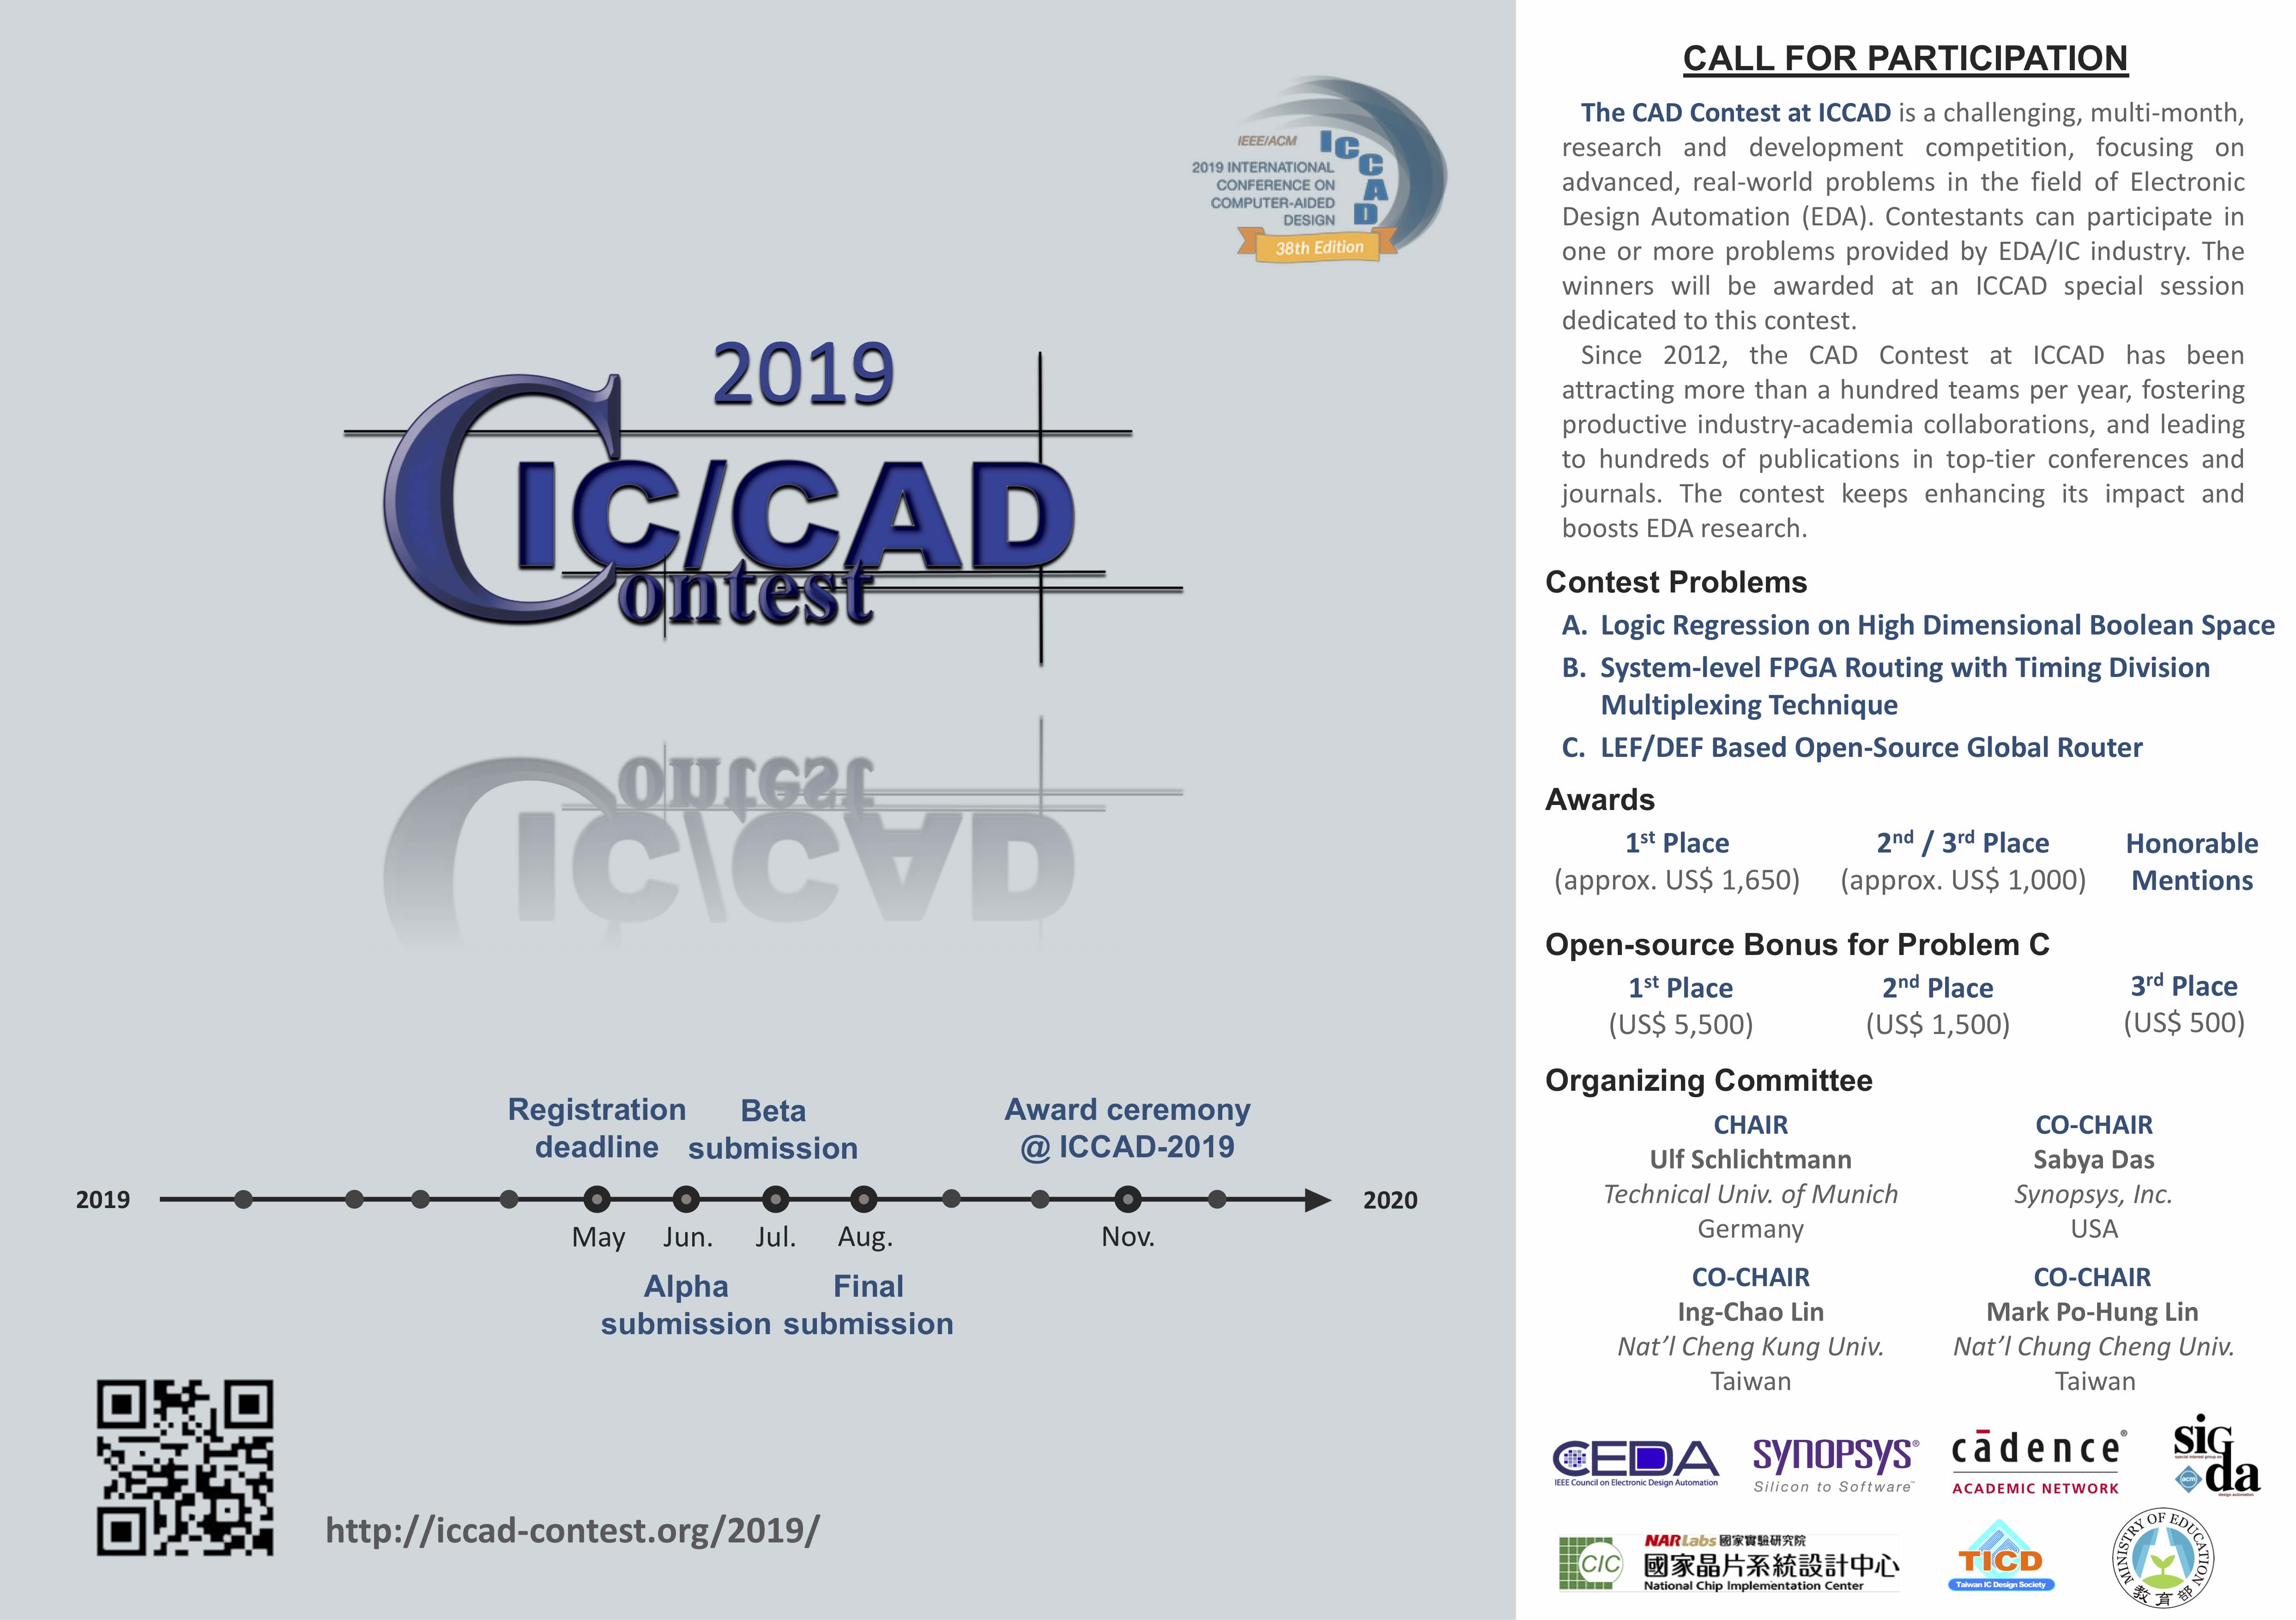 IEEE/ACM
ICCAD
2019 INTERNATIONAL
CONFERENCE ON
COMPUTER-AIDED
DESIGN
38th Edition
2019
IC/CAD
Contest
Registration
deadline
Beta
submission
Award ceremony
@ ICCAD-2019
2019
2020
May
Jun.
Jul.
Aug.
Nov.
Alpha
submission
Final
submission
http://iccad-contest.org/2019/
CALL FOR PARTICIPATION
The CAD Contest at ICCAD is a challenging, multi-month,
research and development competition, focusing on
advanced, real-world problems in the field of Electronic
Design Automation (EDA). Contestants can participate in
one or more problems provided by EDA/IC industry. The
winners will be awarded at an ICCAD special session
dedicated to this contest.
Since 2012, the CAD Contest at ICCAD has been
attracting more than a hundred teams per year, fostering
productive industry-academia collaborations, and leading
to hundreds of publications in top-tier conferences and
journals. The contest keeps enhancing its impact and
boosts EDA research.
Contest Problems
A. Logic Regression on High Dimensional Boolean Space
B. System-level FPGA Routing with Timing Division
Multiplexing Technique
C. LEF/DEF Based Open-Source Global Router
Awards
1st Place
(approx. US$ 1,650)
2nd / 3rd Place
(approx. US$ 1,000)
Honorable
Mentions
Open-source Bonus for Problem C
1st Place
(US$ 5,500)
2nd Place
(US$ 1,500)
3rd Place
(US$ 500)
Organizing Committee
CHAIR
Ulf Schlichtmann
Technical Univ. of Munich
Germany
CO-CHAIR
Sabya Das
Synopsys, Inc.
USA
CO-CHAIR
Ing-Chao Lin
Nat’l Cheng Kung Univ.
Taiwan
CO-CHAIR
Mark Po-Hung Lin
Nat’l Chung Cheng Univ.
Taiwan
CEDA
IEEE Council on Electronic Design Automation
SYNOPSYS®
Silicon to Software™
cādence®
ACADEMIC NETWORK
sigda
special interest group on
acm
design automation
CIC
NARLabs 國家實驗研究院
國家晶片系統設計中心
National Chip Implementation Center
TICD
Taiwan IC Design Society
MINISTRY OF EDUCATION
教育部